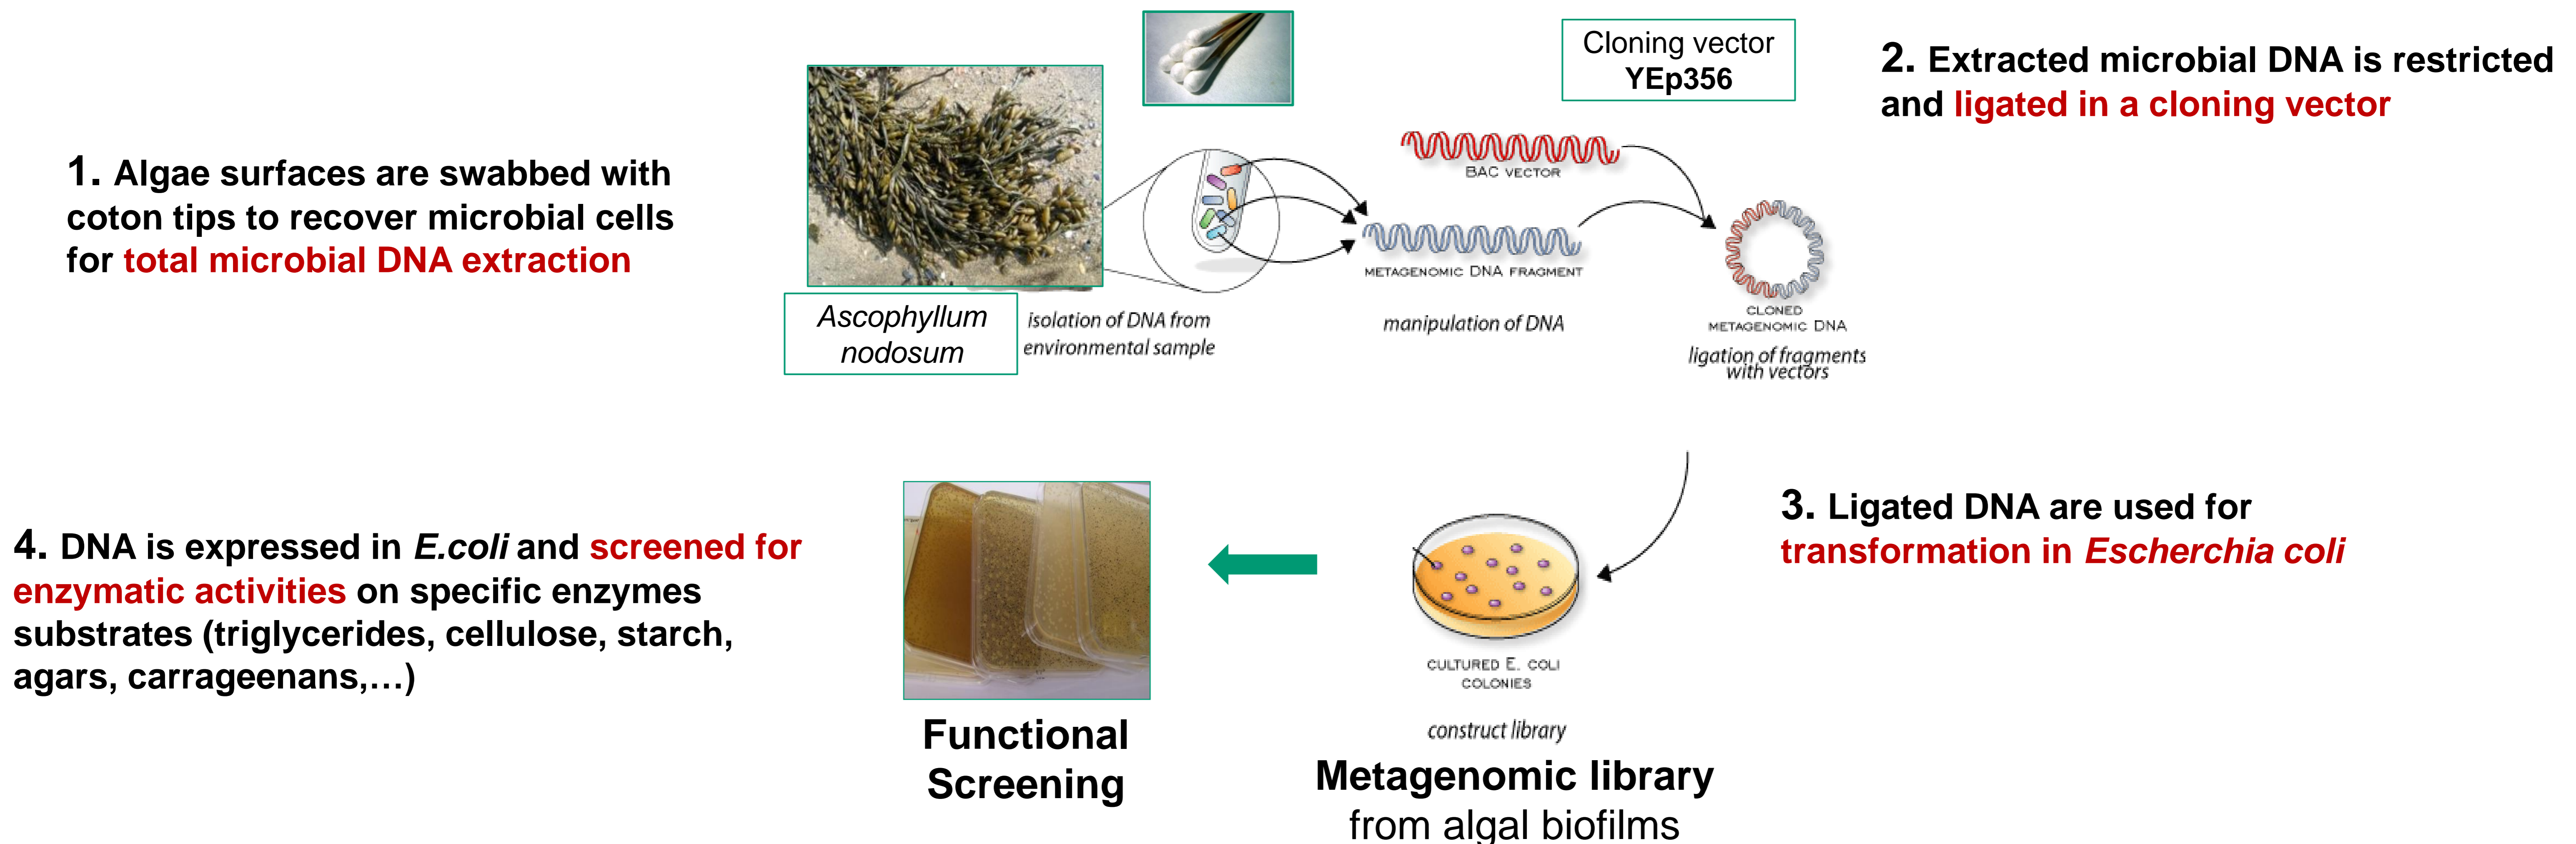 1. Algae surfaces are swabbed with
coton tips to recover microbial cells
for total microbial DNA extraction
Ascophyllum
nodosum
isolation of DNA from
environmental sample
Cloning vector
YEp356
BAC VECTOR
METAGENOMIC DNA FRAGMENT
manipulation of DNA
CLONED
METAGENOMIC DNA
ligation of fragments
with vectors
2. Extracted microbial DNA is restricted
and ligated in a cloning vector
3. Ligated DNA are used for
transformation in Escherchia coli
CULTURED E. COLI
COLONIES
construct library
Metagenomic library
from algal biofilms
Functional
Screening
4. DNA is expressed in E.coli and screened for
enzymatic activities on specific enzymes
substrates (triglycerides, cellulose, starch,
agars, carrageenans,…)